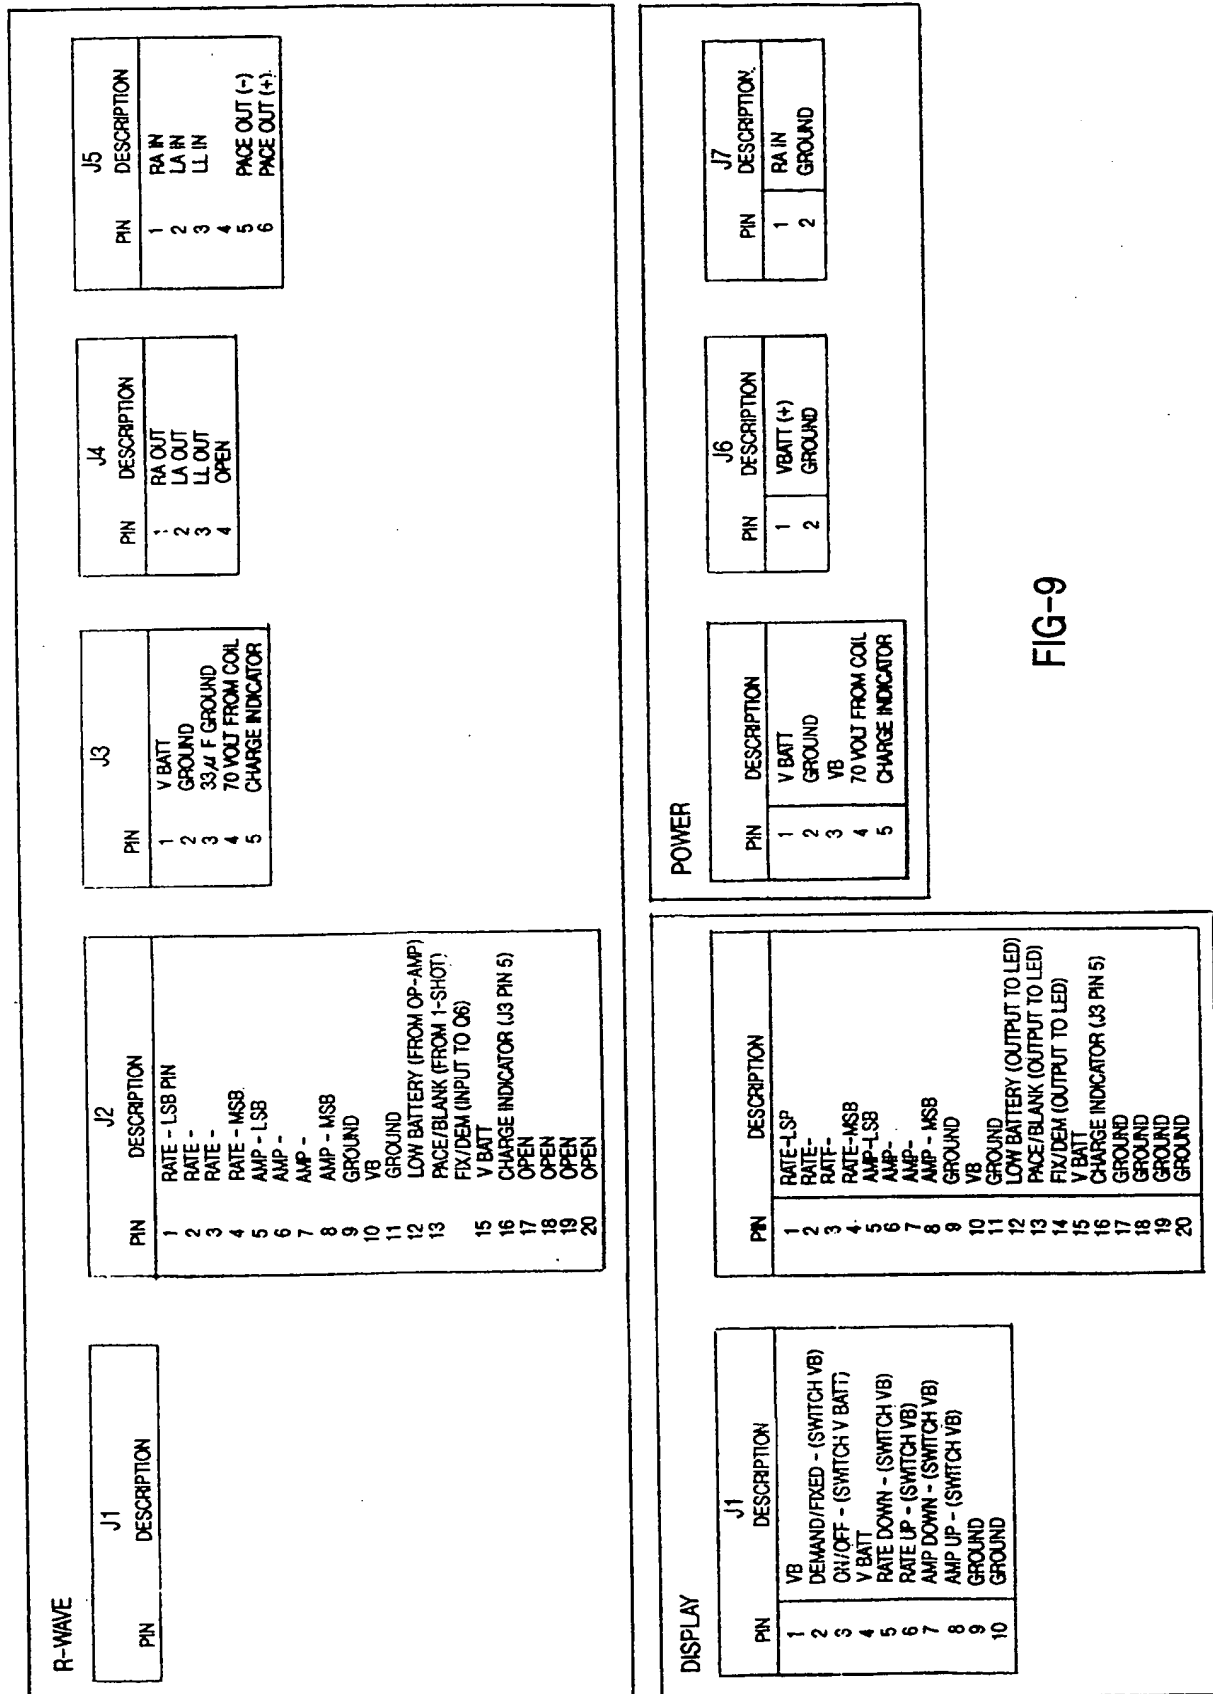 R-WAVE
J1
PIN DESCRIPTION
J2
PIN DESCRIPTION
1 RATE - LSB PIN
2 RATE -
3 RATE -
4 RATE - MSB
5 AMP - LSB
6 AMP -
7 AMP -
8 AMP - MSB
9 GROUND
10 VB
11 GROUND
12 LOW BATTERY (FROM OP-AMP)
13 PACE/BLANK (FROM 1-SHOT)
FIX/DEM (INPUT TO Q6)
15 V BATT
16 CHARGE INDICATOR (J3 PIN 5)
17 OPEN
18 OPEN
19 OPEN
20 OPEN
J3
PIN
1 V BATT
2 GROUND
3 33μ F GROUND
4 70 VOLT FROM COIL
5 CHARGE INDICATOR
J4
PIN DESCRIPTION
1 RA OUT
2 LA OUT
3 LL OUT
4 OPEN
J5
PIN DESCRIPTION
1 RA IN
2 LA IN
3 LL IN
4
5 PACE OUT (-)
6 PACE OUT (+)
DISPLAY
J1
PIN DESCRIPTION
1 VB
2 DEMAND/FIXED - (SWITCH VB)
3 ON/OFF - (SWITCH V BATT)
4 V BATT
5 RATE DOWN - (SWITCH VB)
6 RATE UP - (SWITCH VB)
7 AMP DOWN - (SWITCH VB)
8 AMP UP - (SWITCH VB)
9 GROUND
10 GROUND
PIN DESCRIPTION
1 RATE-LSP
2 RATE-
3 RATF-
4 RATE-MSB
5 AMP-LSB
6 AMP-
7 AMP-
8 AMP - MSB
9 GROUND
10 VB
11 GROUND
12 LOW BATTERY (OUTPUT TO LED)
13 PACE/BLANK (OUTPUT TO LED)
14 FIX/DEM (OUTPUT TO LED)
15 V BATT
16 CHARGE INDICATOR (J3 PIN 5)
17 GROUND
18 GROUND
19 GROUND
20 GROUND
POWER
PIN DESCRIPTION
1 V BATT
2 GROUND
3 VB
4 70 VOLT FROM COIL
5 CHARGE INDICATOR
J6
PIN DESCRIPTION
1 VBATT (+)
2 GROUND
J7
PIN DESCRIPTION
1 RA IN
2 GROUND
FIG-9